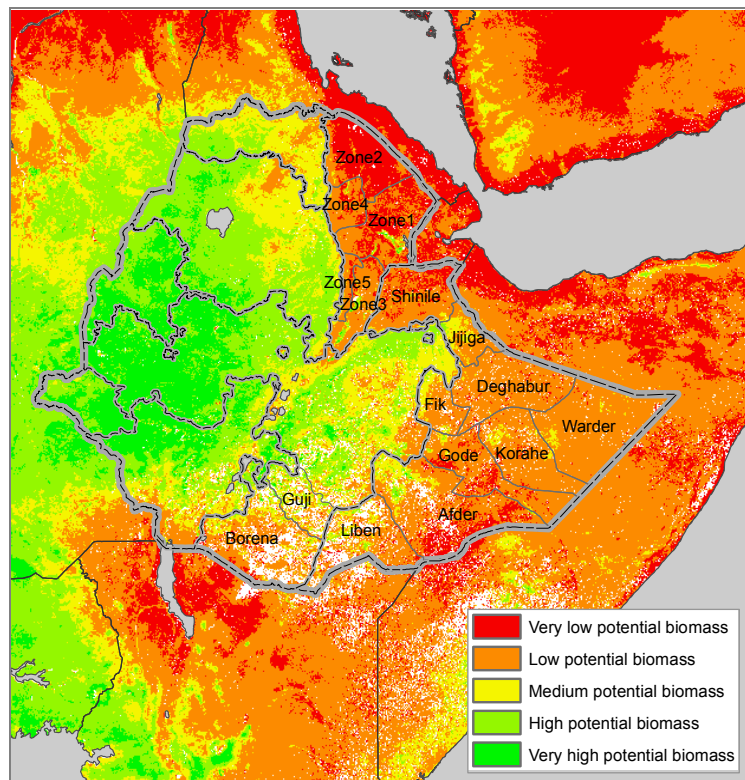 Zone2
Zone4
Zone1
Zone5
Zone3
Shinile
Jijiga
Deghabur
Fik
Warder
Gode
Korahe
Guji
Afder
Liben
Borena
Very low potential biomass
Low potential biomass
Medium potential biomass
High potential biomass
Very high potential biomass